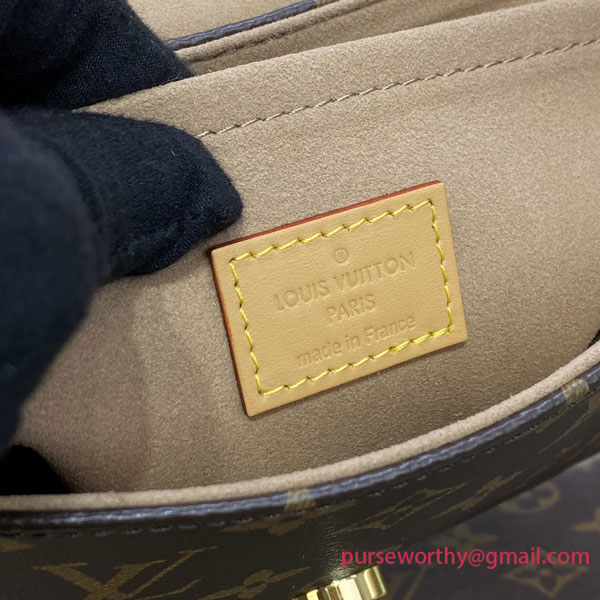 ®
LOUIS VUITTON
PARIS
made in France
purseworthy@gmail.com